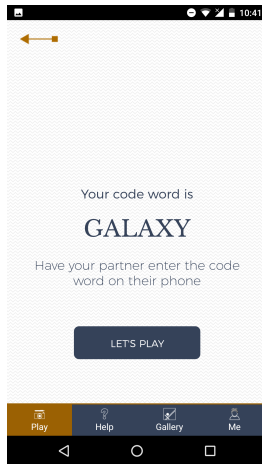 10:41
Your code word is
GALAXY
Have your partner enter the code
word on their phone
LET'S PLAY
Play Help Gallery Me